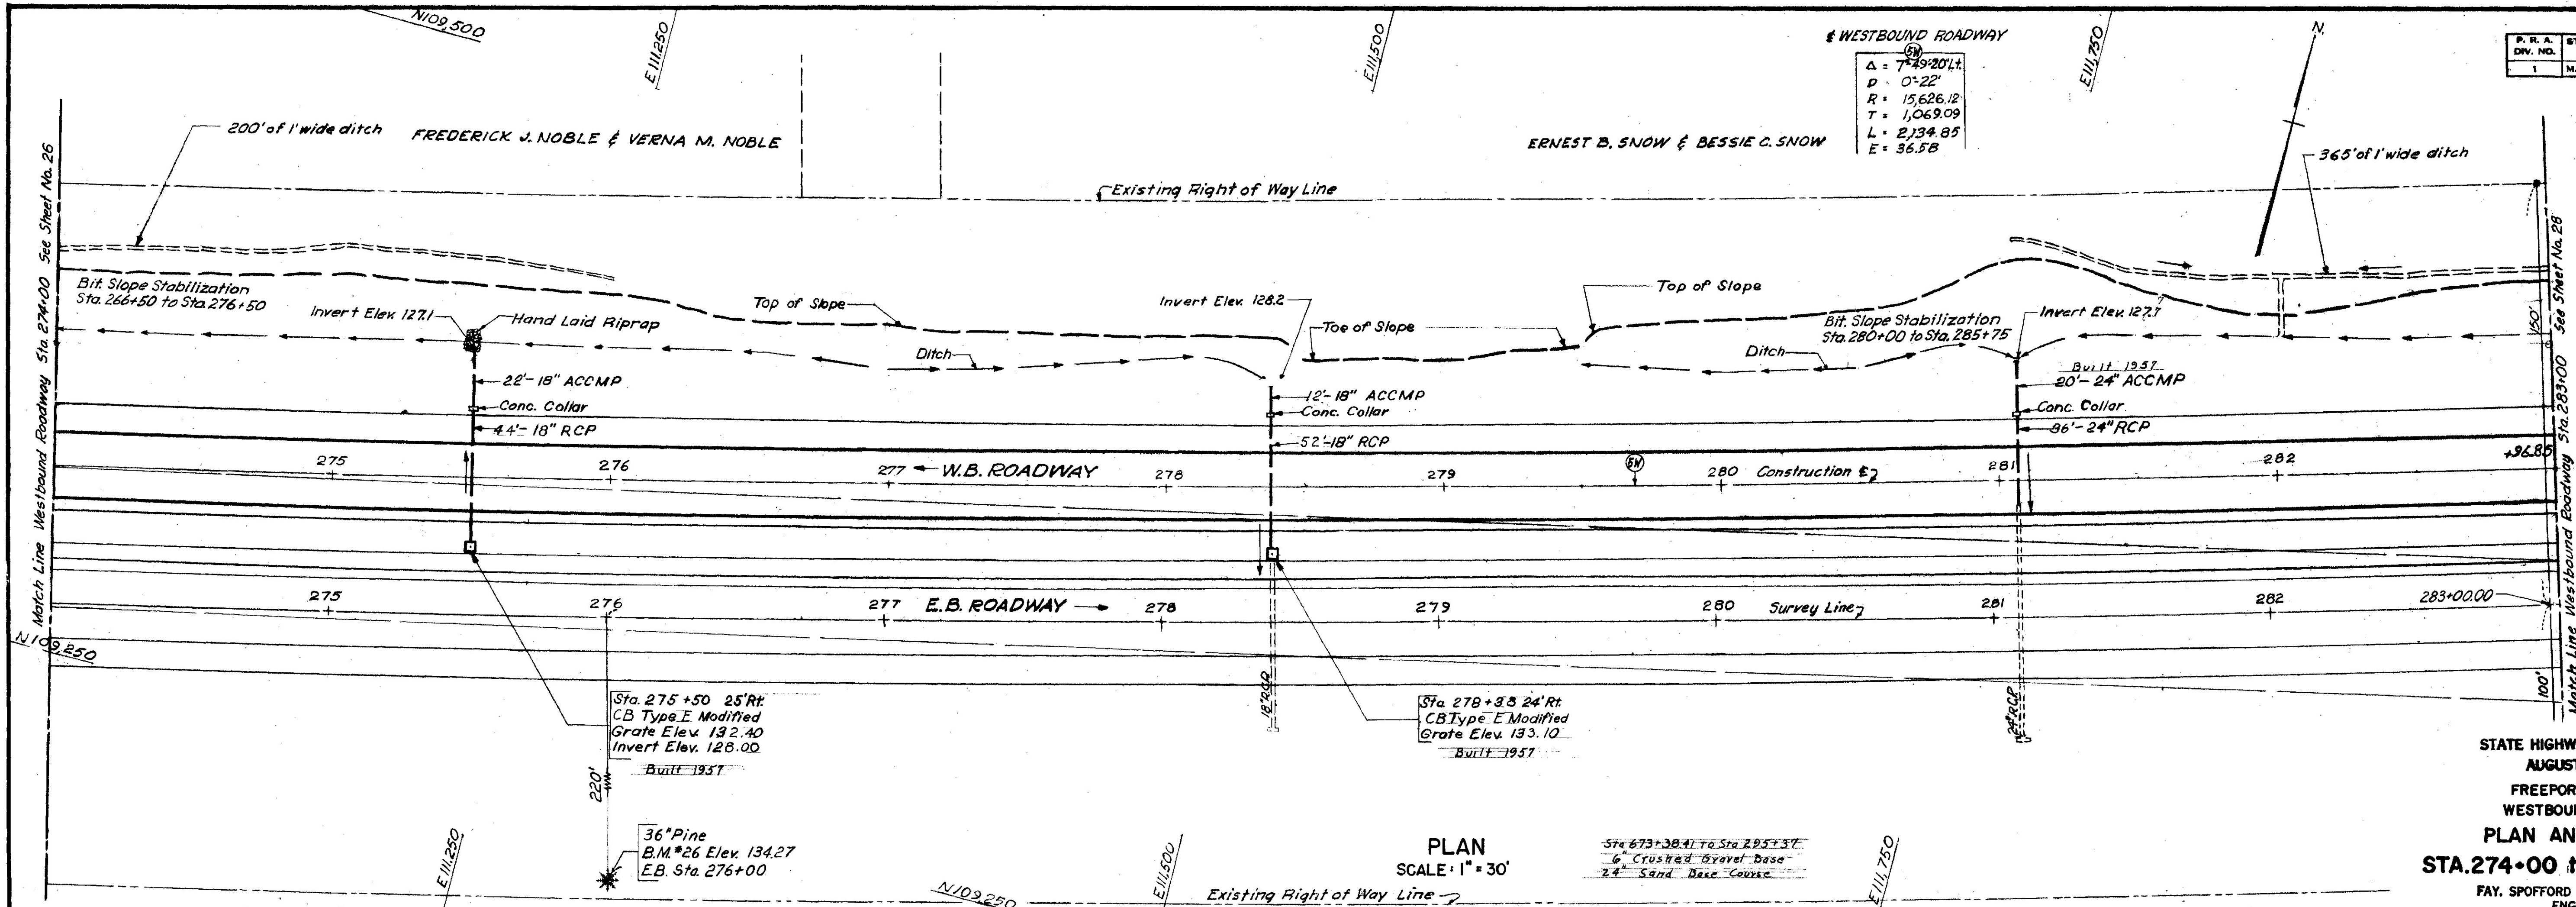 N109,500
E111,250
E111,500
E111,750
N.
P. R. A.
DIV. NO.
1
℄ WESTBOUND ROADWAY
5W
Δ = 7°49'20"Lt.
D = 0°-22'
R = 15,626.12
T = 1,069.09
L = 2,134.85
E = 36.58
200' of 1' wide ditch
FREDERICK J. NOBLE & VERNA M. NOBLE
ERNEST B. SNOW & BESSIE C. SNOW
365' of 1' wide ditch
Existing Right of Way Line
Match Line Westbound Roadway Sta. 274+00 See Sheet No. 26
Bit. Slope Stabilization
Sta. 266+50 to Sta. 276+50
Invert Elev. 127.1
Hand Laid Riprap
Top of Slope
Ditch
Invert Elev. 128.2
Toe of Slope
Top of Slope
Bit. Slope Stabilization
Sta. 280+00 to Sta. 285+75
Ditch
Invert Elev. 127.7
150'
22'-18" ACCMP
Conc. Collar
44'-18" RCP
12'-18" ACCMP
Conc. Collar
52'-18" RCP
Built 1957
20'-24" ACCMP
Conc. Collar
24" RCP
275
276
277
W.B. ROADWAY
278
279
5W
280
Construction ℄
281
282
+96.85
275
276
277
E.B. ROADWAY
278
279
280
Survey Line
281
282
283+00.00
Match Line Westbound Roadway Sta. 283+00 See Sheet No. 28
N109,250
100'
Sta. 275+50 25' Rt.
CB Type E Modified
Grate Elev. 132.40
Invert Elev. 128.00
Built 1957
18" RCP
Sta. 278+38 24' Rt.
CB Type E Modified
Grate Elev. 133.10
Built 1957
24" RCP
220'
36" Pine
B.M. #26 Elev. 134.27
E.B. Sta. 276+00
PLAN
SCALE: 1" = 30'
Sta 673+38.41 To Sta 295+37
6" Crushed Gravel Base
24" Sand Base Course
STATE HIGHW
AUGUST
FREEPOR
WESTBOU
PLAN AN
STA. 274+00
FAY, SPOFFORD
ENG
E111,250
N109,250
E111,500
Existing Right of Way Line
E111,750